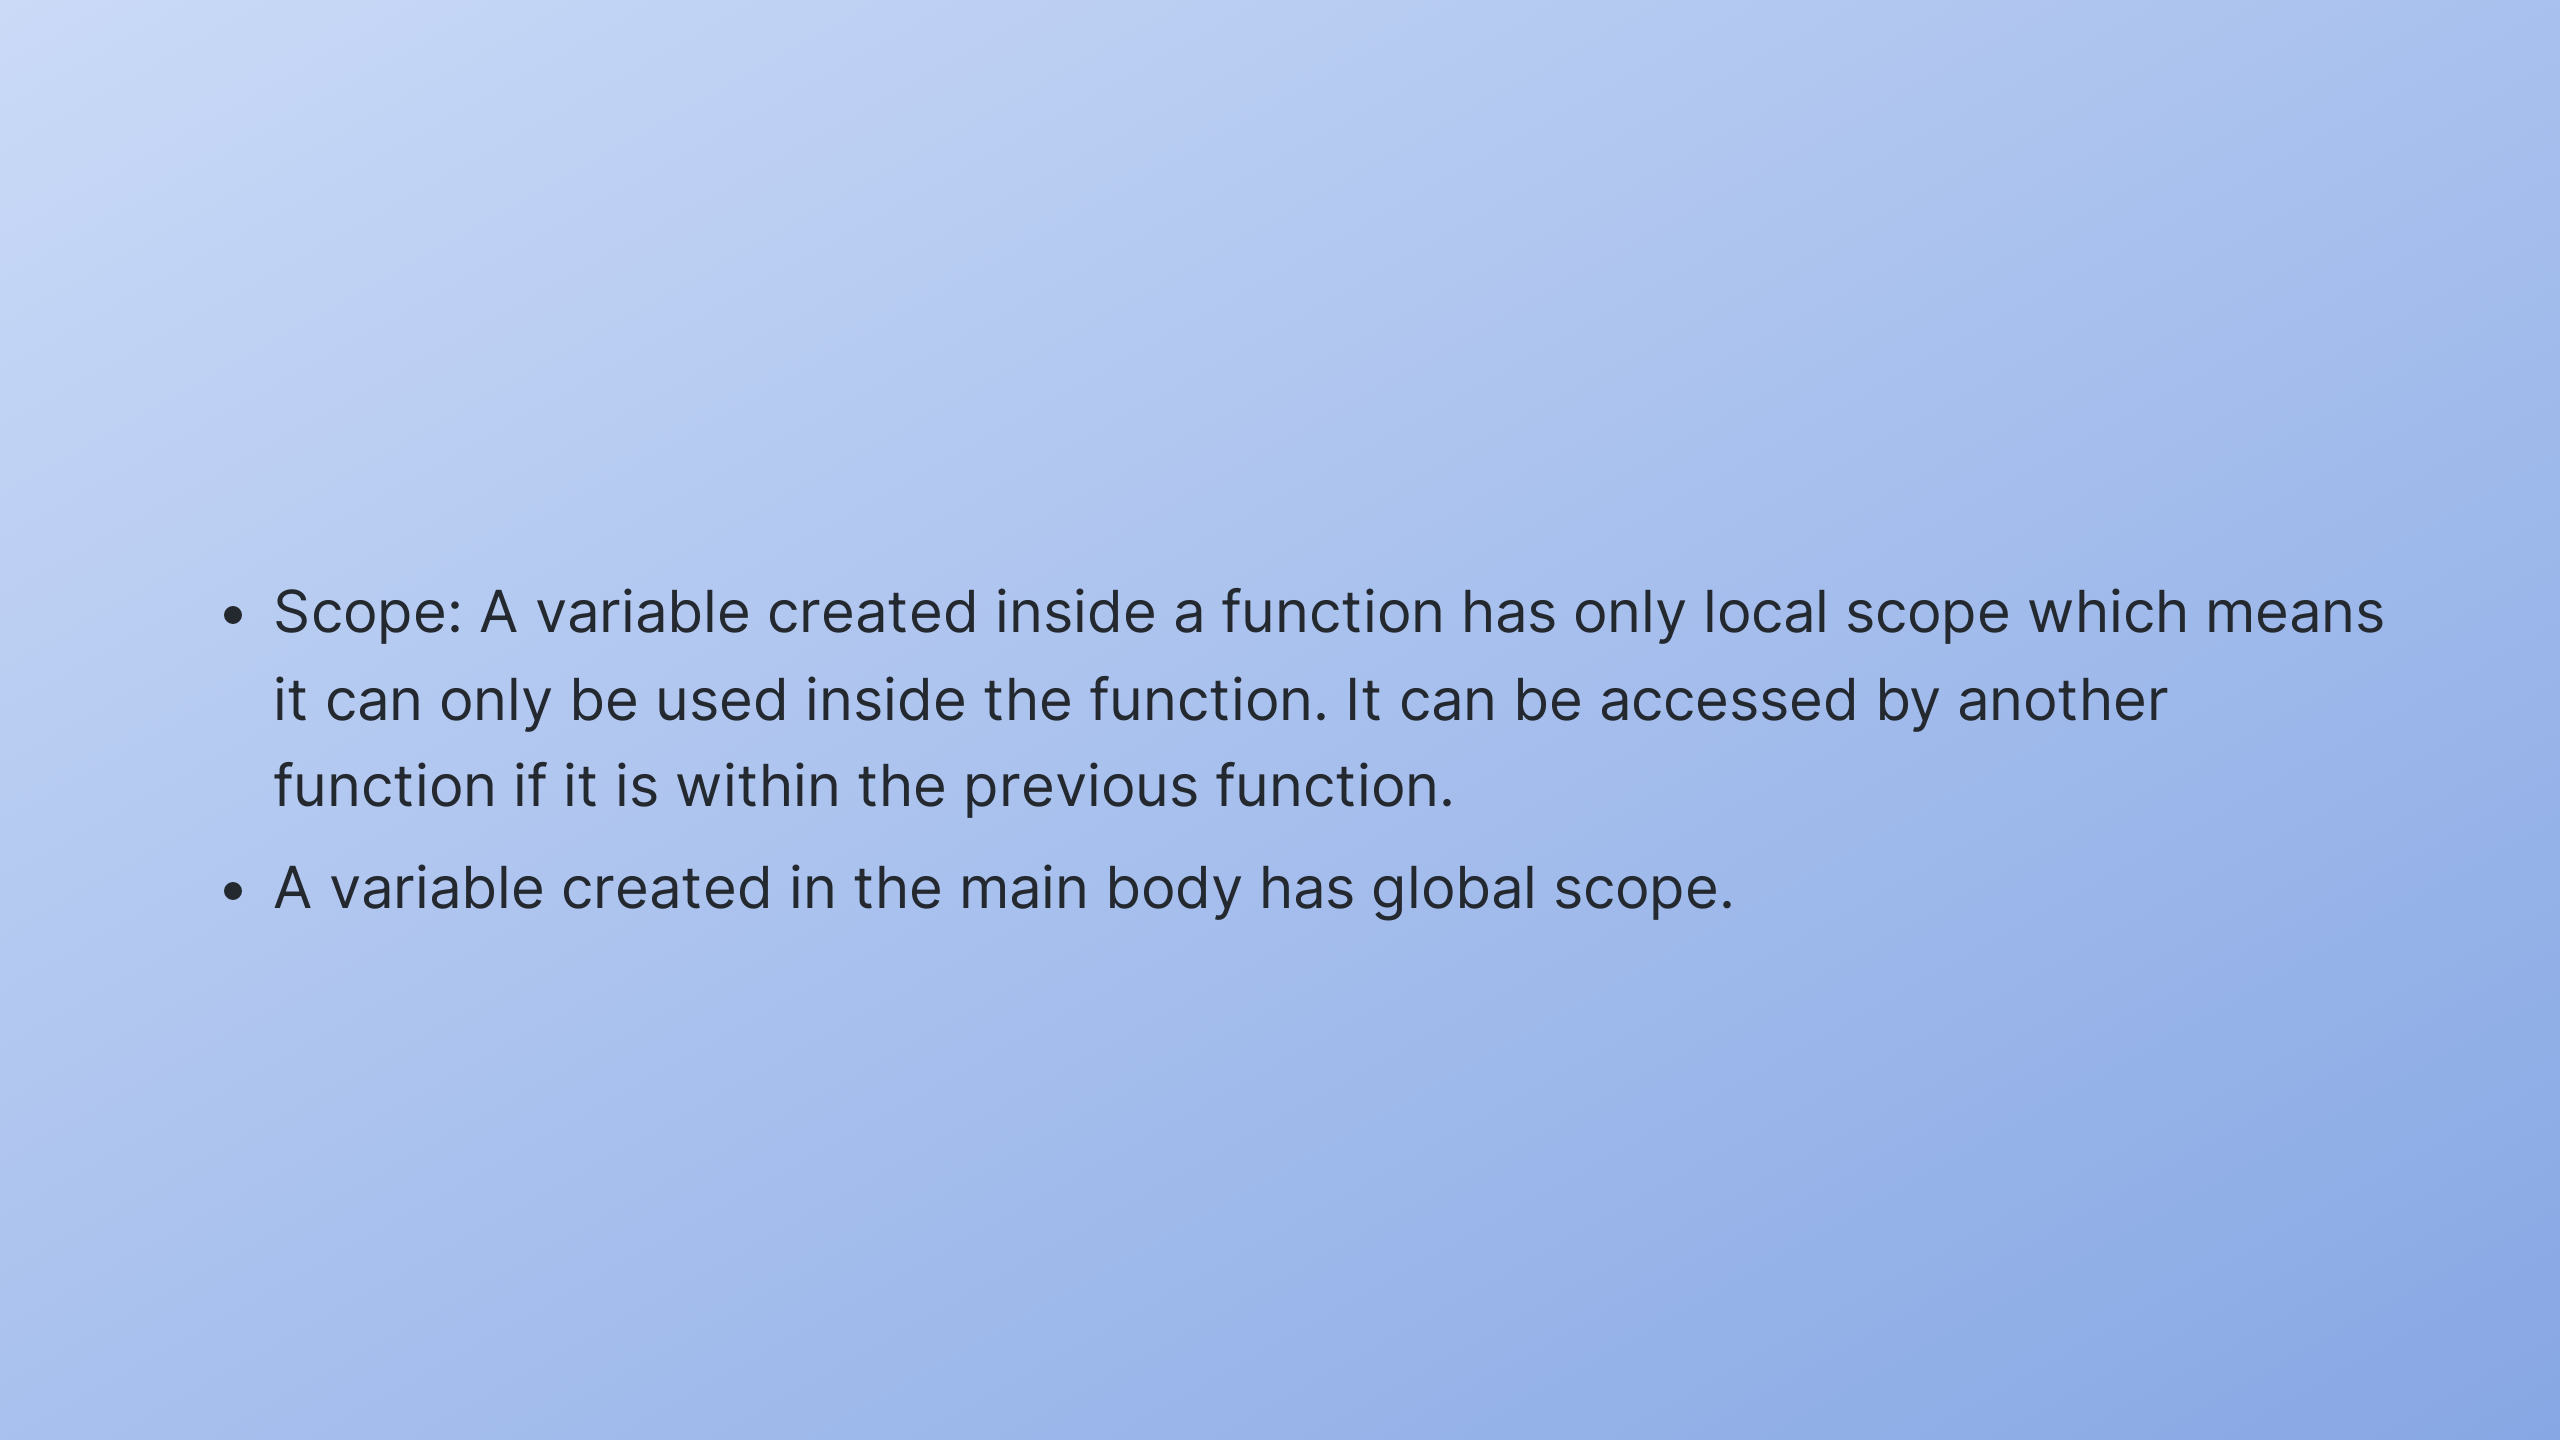 • Scope: A variable created inside a function has only local scope which means
it can only be used inside the function. It can be accessed by another
function if it is within the previous function.
• A variable created in the main body has global scope.